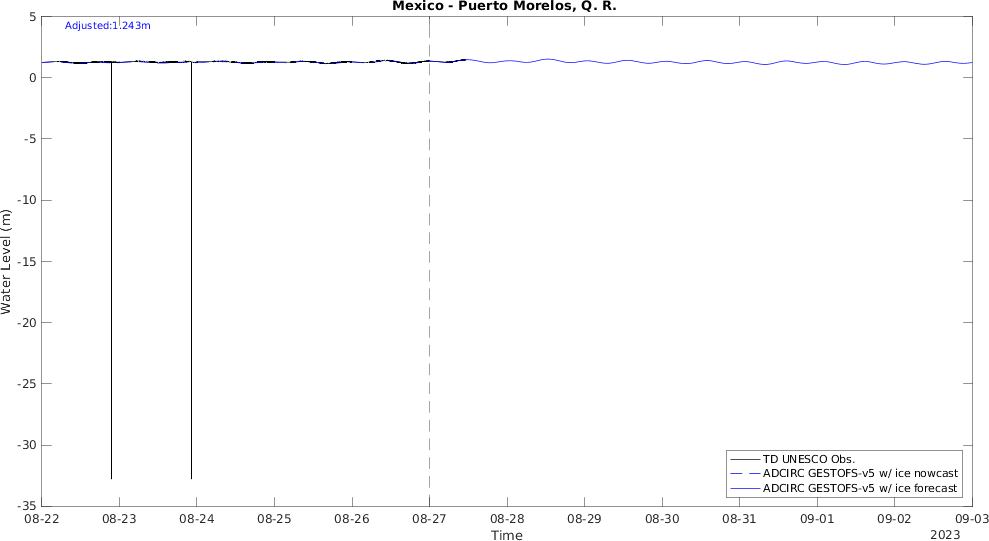 Mexico - Puerto Morelos, Q. R.
Adjusted:1.243m
5
0
-5
-10
-15
-20
-25
-30
-35
Water Level (m)
TD UNESCO Obs.
ADCIRC GESTOFS-v5 w/ ice nowcast
ADCIRC GESTOFS-v5 w/ ice forecast
08-22 08-23 08-24 08-25 08-26 08-27 08-28 08-29 08-30 08-31 09-01 09-02 09-03
Time
2023